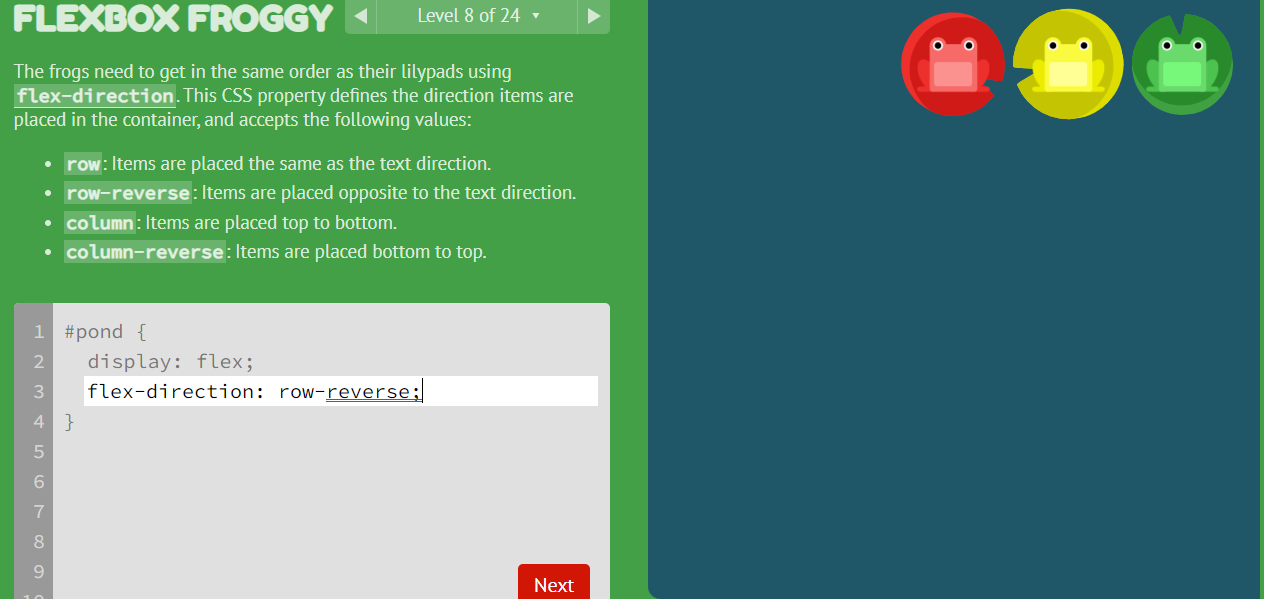 FLEXBOX FROGGY
Level 8 of 24
The frogs need to get in the same order as their lilypads using
flex-direction. This CSS property defines the direction items are
placed in the container, and accepts the following values:
row: Items are placed the same as the text direction.
row-reverse: Items are placed opposite to the text direction.
column: Items are placed top to bottom.
column-reverse: Items are placed bottom to top.
1 #pond {
2 display: flex;
3 flex-direction: row-reverse;
4 }
5
6
7
8
9
10
Next